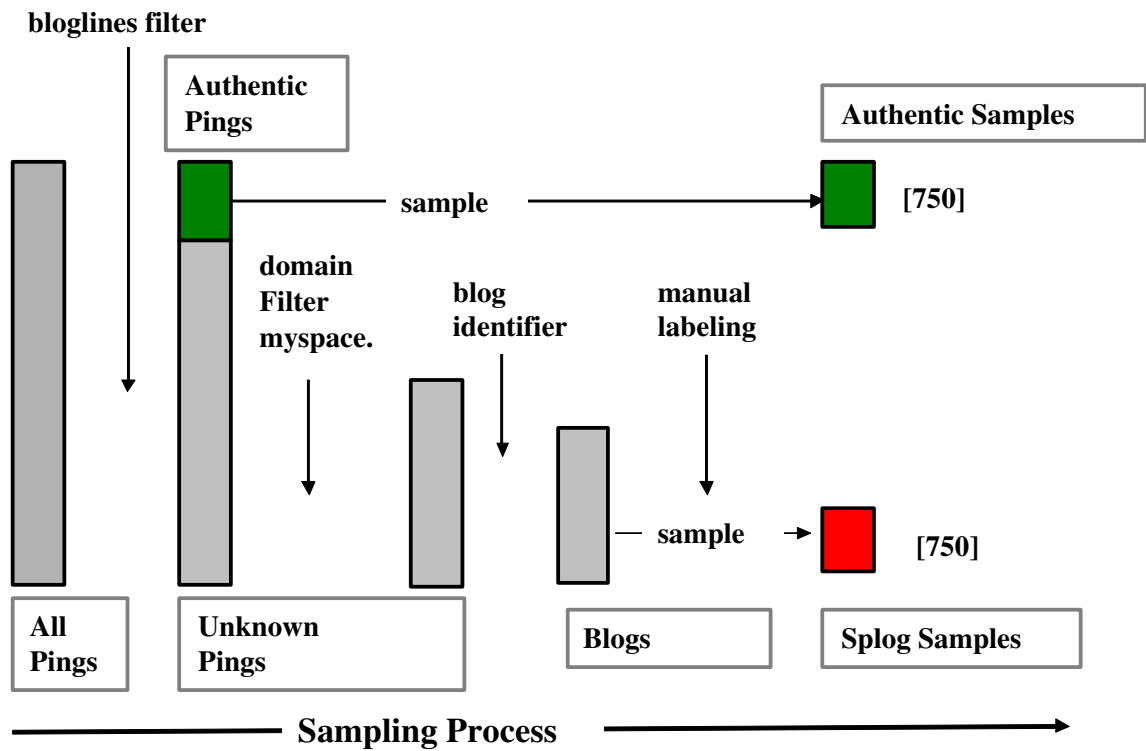 bloglines filter
Authentic
Pings
Authentic Samples
sample
[750]
domain
Filter
myspace.
blog
identifier
manual
labeling
sample
[750]
All
Pings
Unknown
Pings
Blogs
Splog Samples
Sampling Process